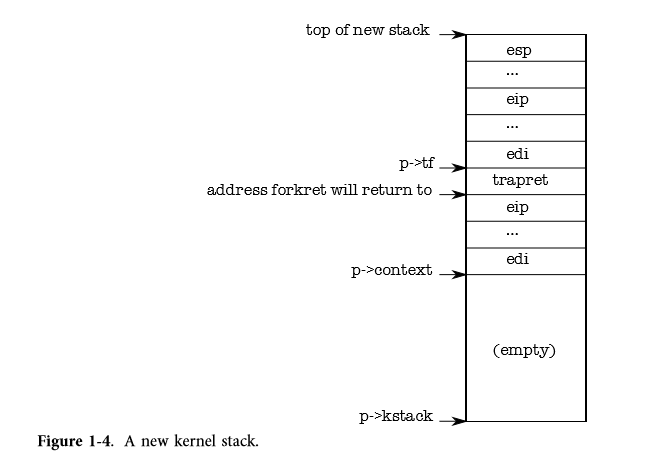 top of new stack
esp
...
eip
...
edi
p->tf
trapret
address forkret will return to
eip
...
edi
p->context
(empty)
p->kstack
Figure 1-4. A new kernel stack.